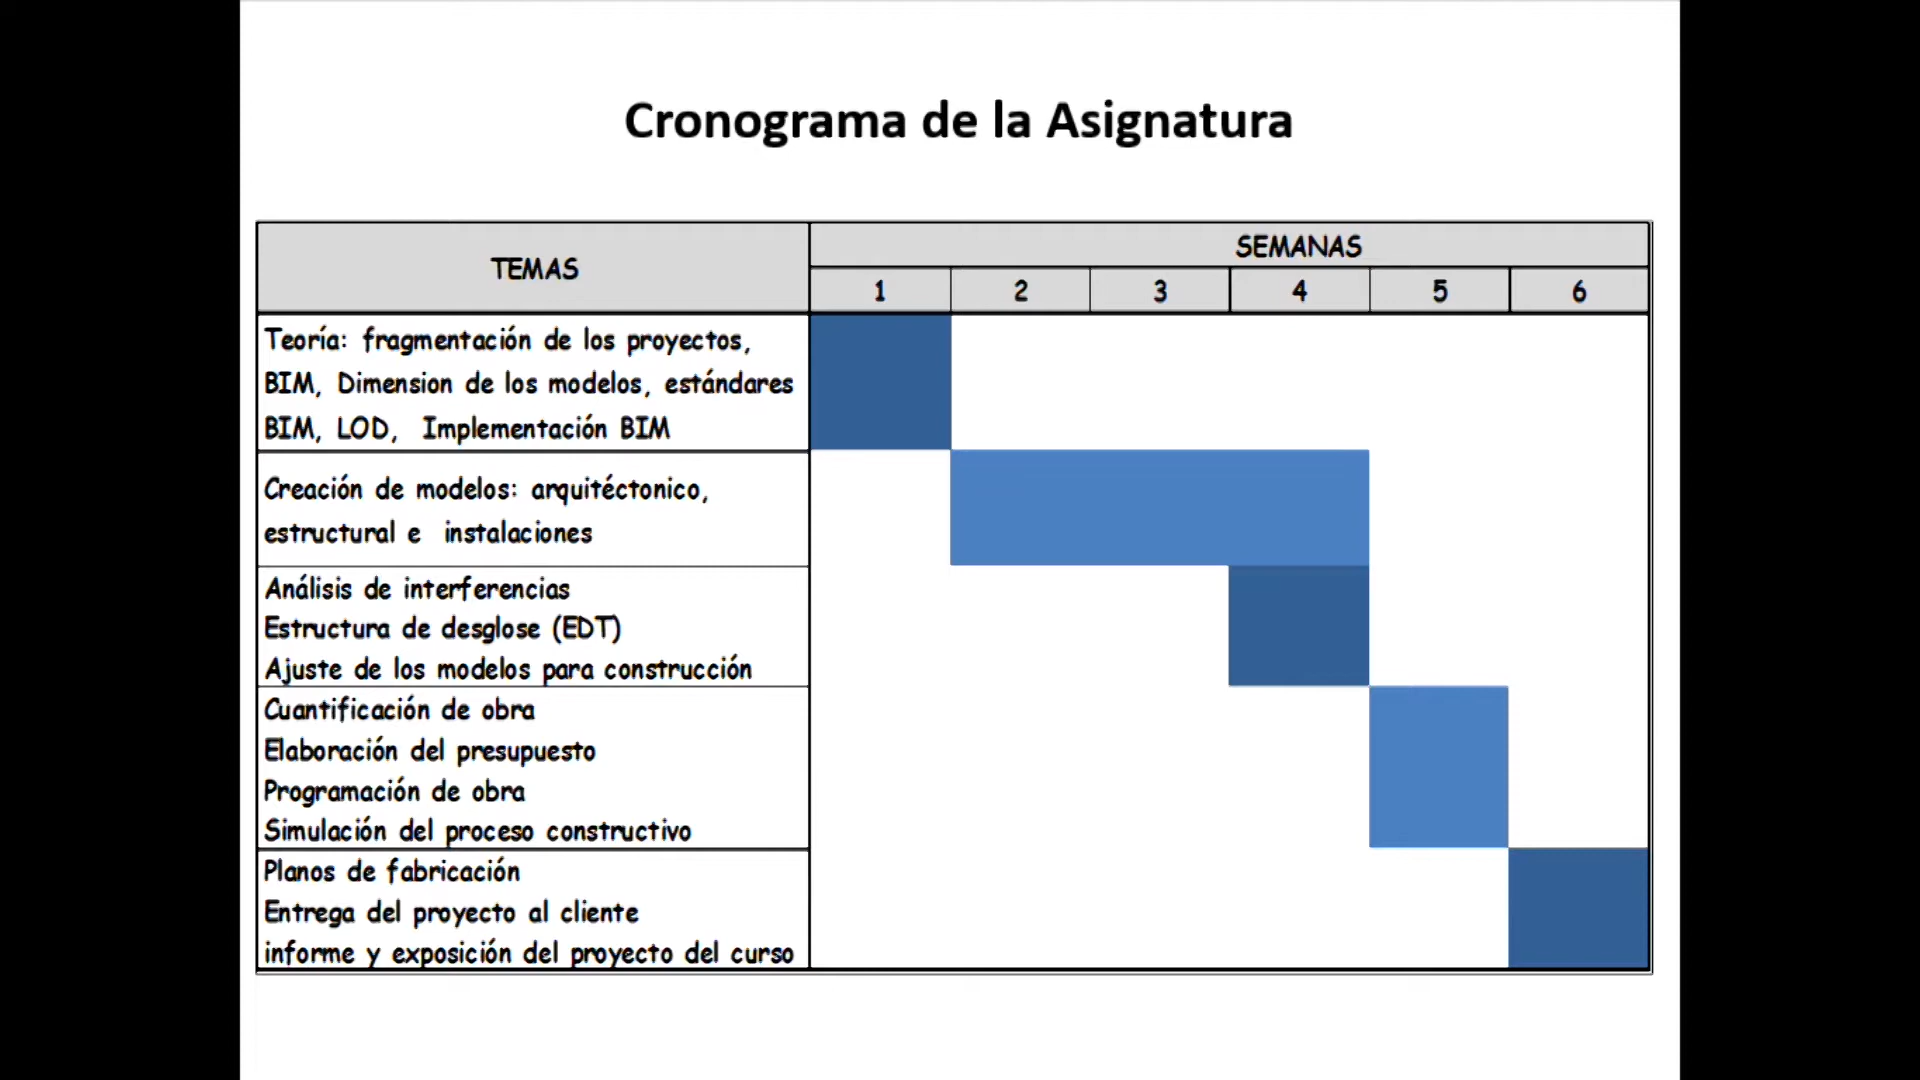 Cronograma de la Asignatura
TEMAS
SEMANAS
1 2 3 4 5 6
Teoría: fragmentación de los proyectos,
BIM, Dimension de los modelos, estándares
BIM, LOD, Implementación BIM
Creación de modelos: arquitéctonico,
estructural e instalaciones
Análisis de interferencias
Estructura de desglose (EDT)
Ajuste de los modelos para construcción
Cuantificación de obra
Elaboración del presupuesto
Programación de obra
Simulación del proceso constructivo
Planos de fabricación
Entrega del proyecto al cliente
informe y exposición del proyecto del curso